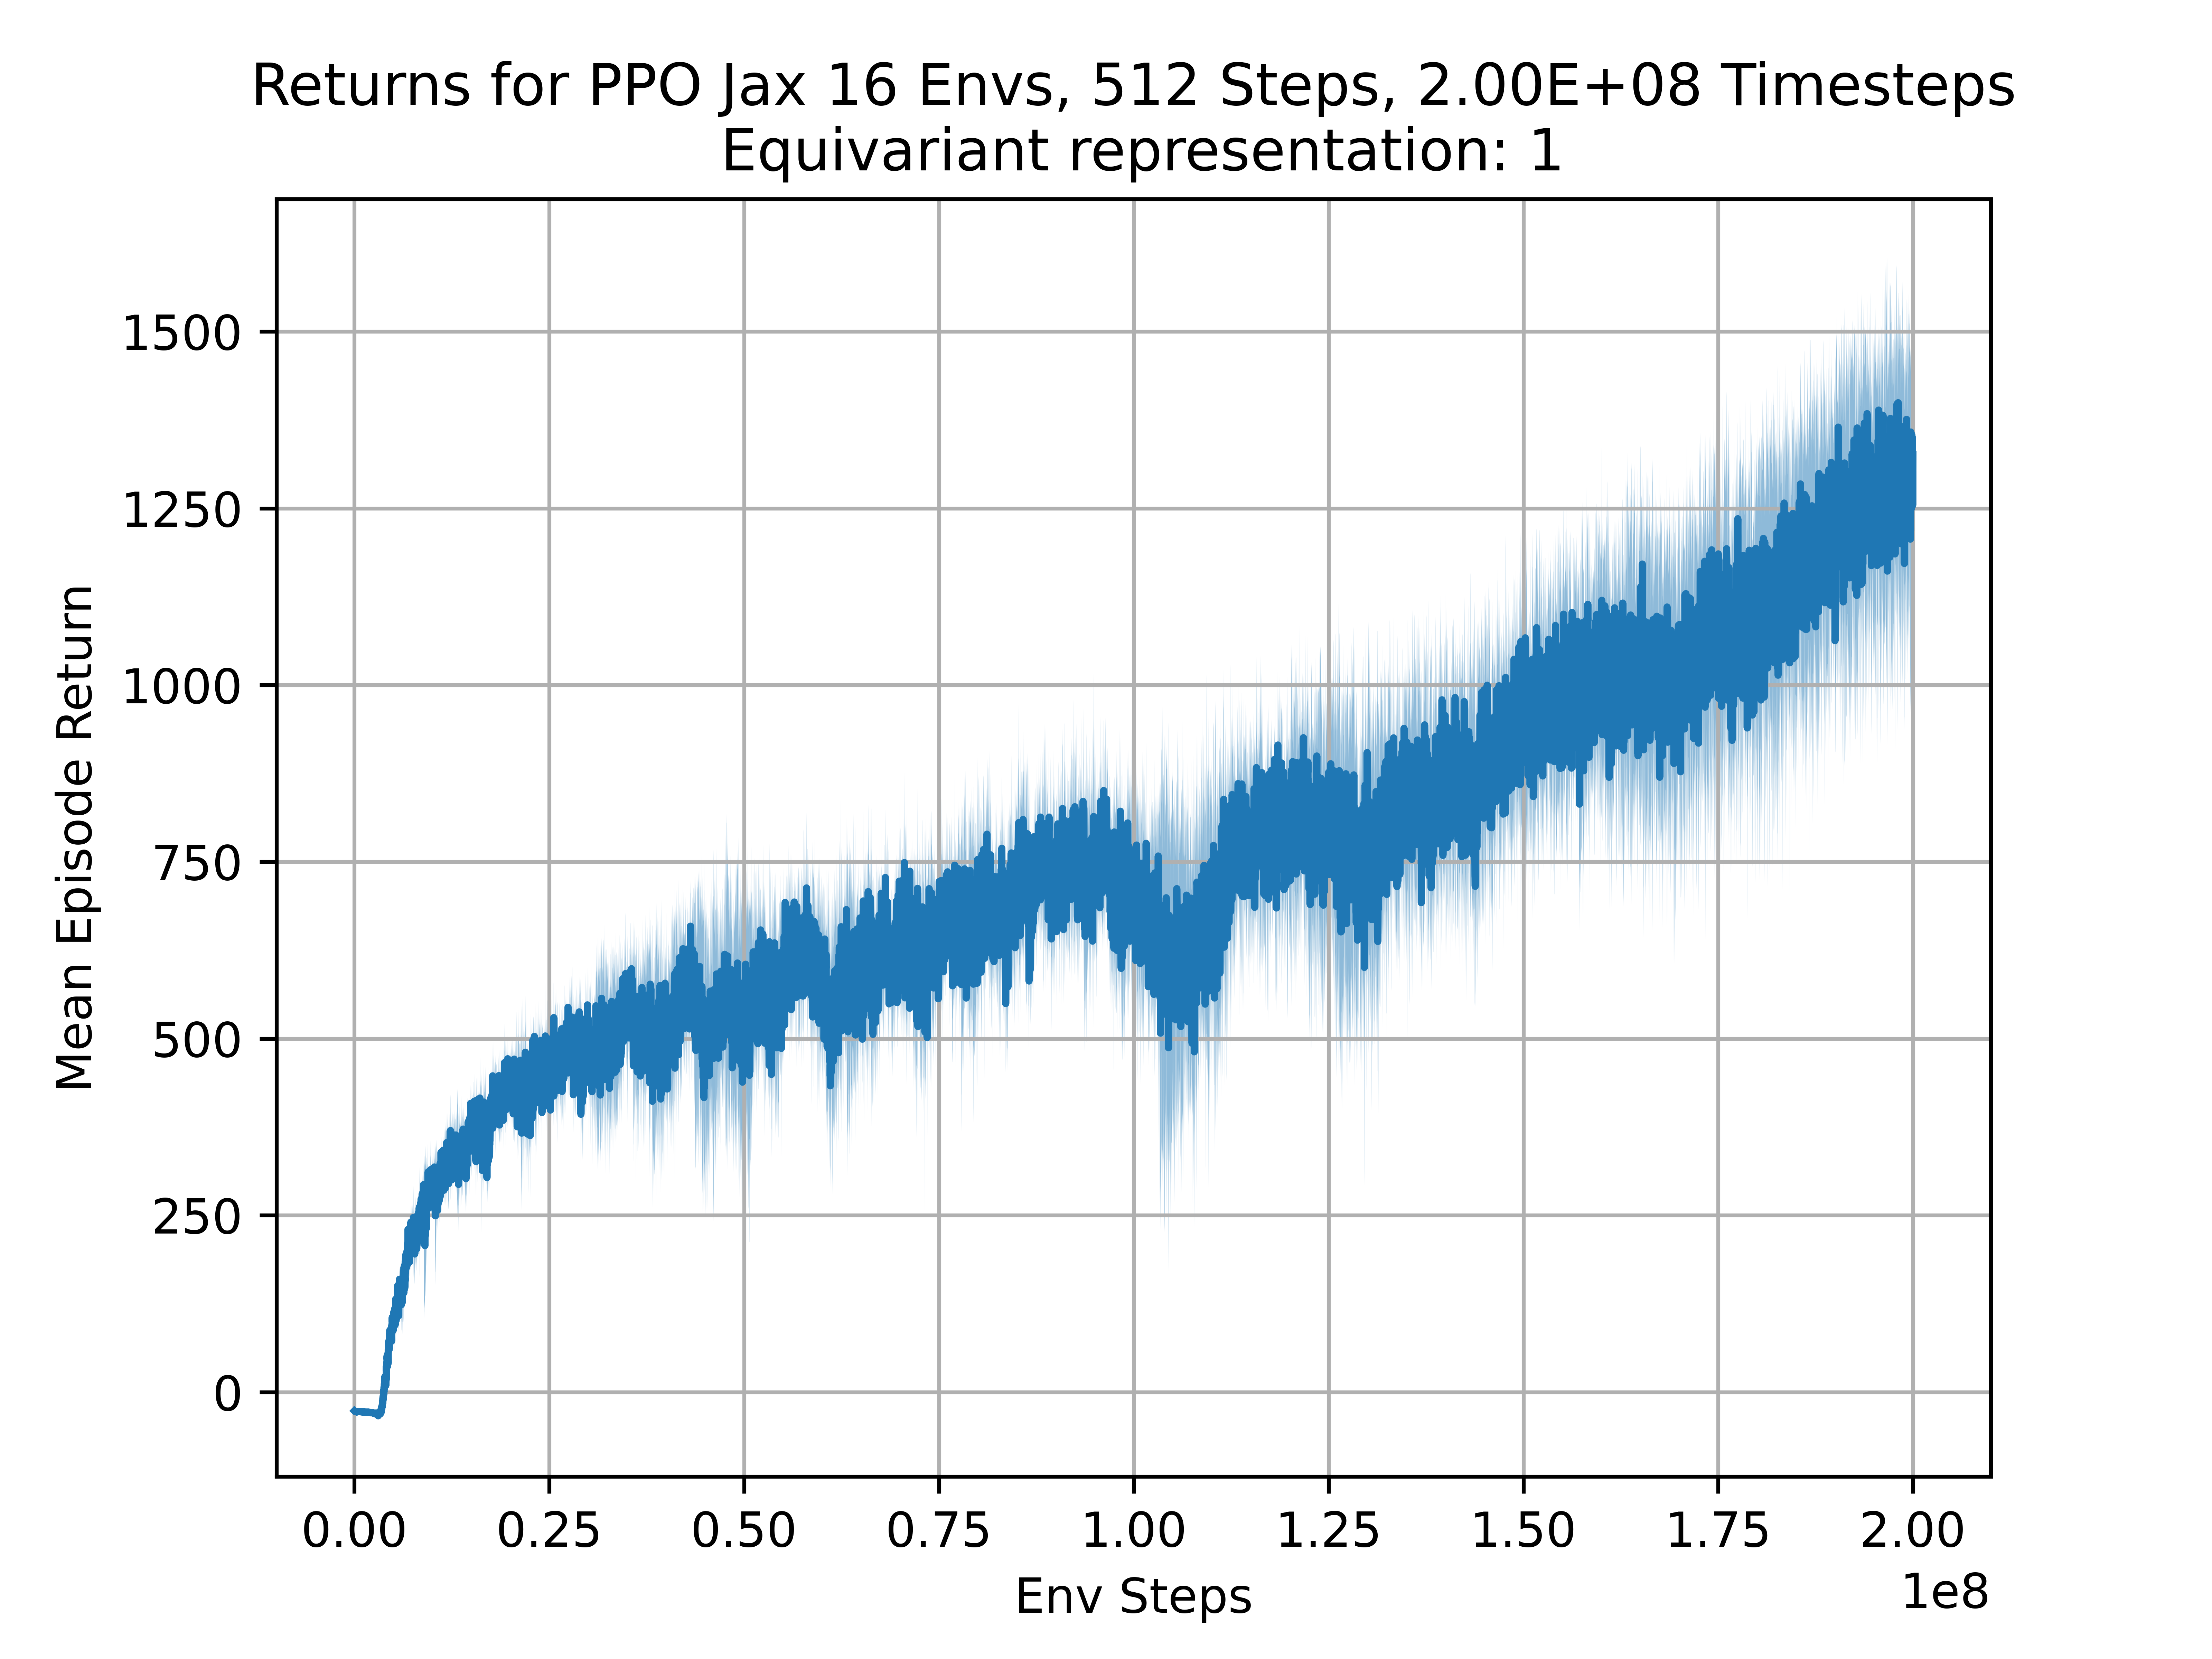 Returns for PPO Jax 16 Envs, 512 Steps, 2.00E+08 Timesteps
Equivariant representation: 1
Mean Episode Return
1500
1250
1000
750
500
250
0
0.00 0.25 0.50 0.75 1.00 1.25 1.50 1.75 2.00
1e8
Env Steps